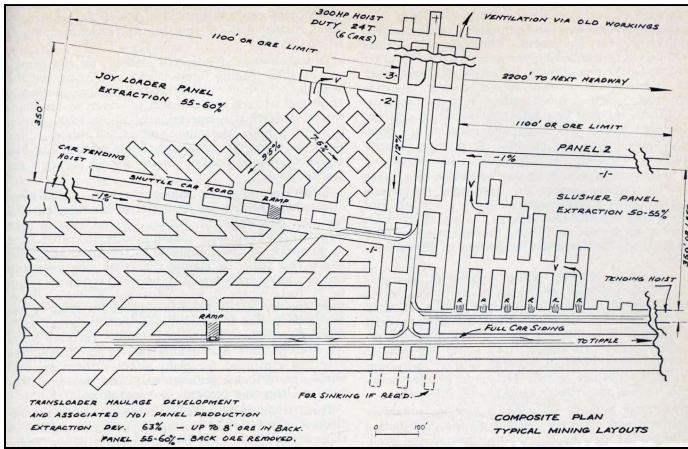 300HP HOIST
DUTY 24T
(6 CARS)
VENTILATION VIA OLD WORKINGS
1100' OR ORE LIMIT
2200' TO NEXT HEADWAY
JOY LOADER PANEL
EXTRACTION 55-60%
V
-3-
-2-
350'
1100' OR ORE LIMIT
CAR TENDING
HOIST
9.5%
-12%
PANEL 2
-1%
-1-
SHUTTLE CAR ROAD
V
SLUSHER PANEL
EXTRACTION 50-55%
-1%
RAMP
-1-
V
TENDING HOIST
R R R R R R
RAMP
FULL CAR SIDING
TO TIPPLE
FOR SINKING IF REQ'D.
TRANSLOADER HAULAGE DEVELOPMENT
AND ASSOCIATED No1 PANEL PRODUCTION
EXTRACTION DEV. 63% - UP TO 8' ORE IN BACK.
PANEL 55-60% - BACK ORE REMOVED.
0 100'
COMPOSITE PLAN
TYPICAL MINING LAYOUTS